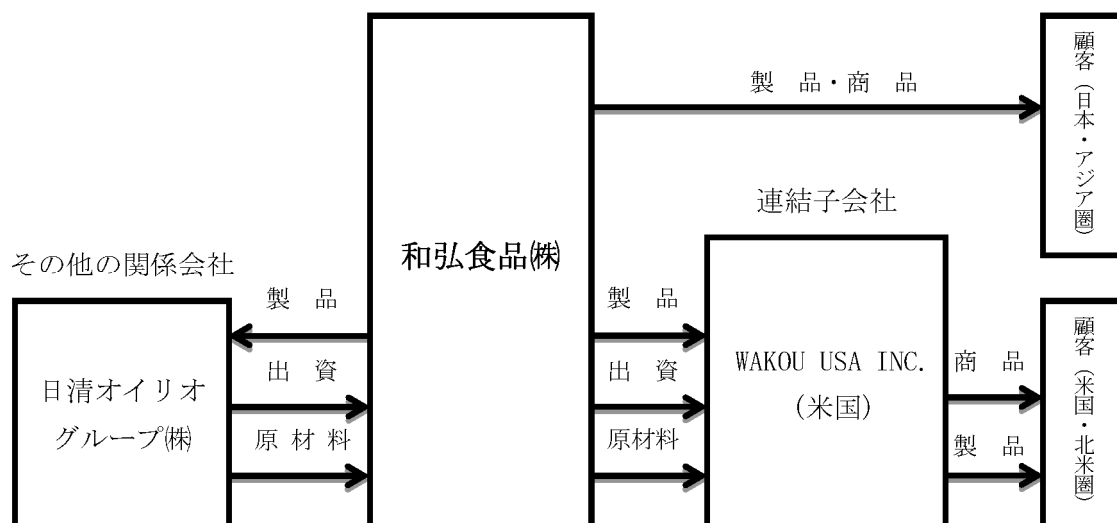 その他の関係会社
日清オイリオ
グループ㈱
製　品
出　資
原 材 料
和弘食品㈱
製　品・商　品
連結子会社
製　品
出　資
原材料
WAKOU USA INC.
(米国)
商　品
製　品
顧客（日本・アジア圏）
顧客（米国・北米圏）